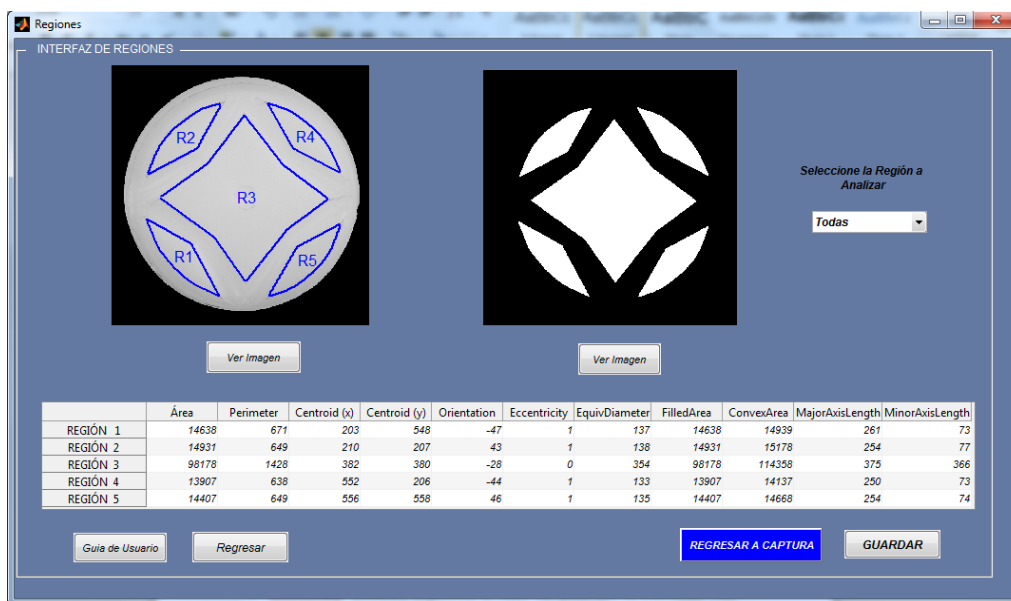 Regiones
INTERFAZ DE REGIONES
R2
R4
R3
R1
R5
Seleccione la Región a
Analizar
Todas
Ver Imagen
Ver Imagen
Área Perimeter Centroid (x) Centroid (y) Orientation Eccentricity EquivDiameter FilledArea ConvexArea MajorAxisLength MinorAxisLength
REGIÓN 1 14638 671 203 548 -47 1 137 14638 14939 261 73
REGIÓN 2 14931 649 210 207 43 1 138 14931 15178 254 77
REGIÓN 3 98178 1428 382 380 -28 0 354 98178 114358 375 366
REGIÓN 4 13907 638 552 206 -44 1 133 13907 14137 250 73
REGIÓN 5 14407 649 556 558 46 1 135 14407 14668 254 74
Guia de Usuario
Regresar
REGRESAR A CAPTURA
GUARDAR